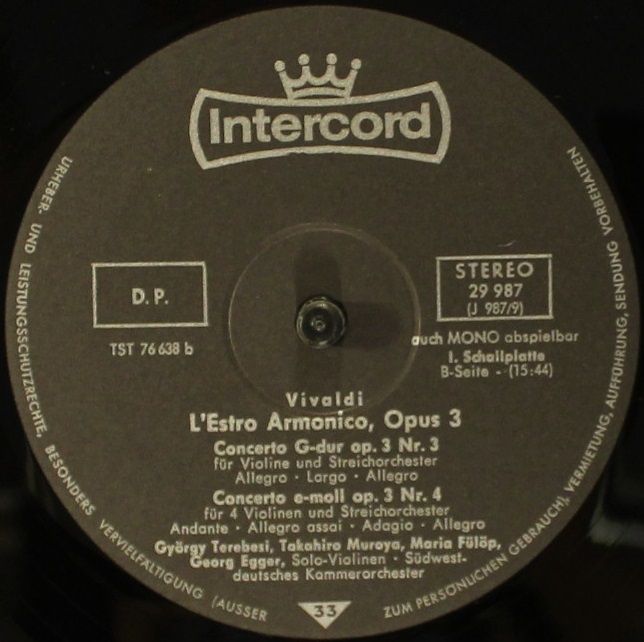 Intercord
D. P.
TST 76 638 b
STEREO
29 987
(J 987/9)
auch MONO abspielbar
I. Schallplatte
B-Seite - (15:44)
Vivaldi
L'Estro Armonico, Opus 3
Concerto G-dur op. 3 Nr. 3
für Violine und Streichorchester
Allegro · Largo · Allegro
Concerto e-moll op. 3 Nr. 4
für 4 Violinen und Streichorchester
Andante · Allegro assai · Adagio · Allegro
György Terebesi, Takahiro Muroya, Maria Fülöp,
Georg Egger, Solo-Violinen · Südwest-
deutsches Kammerorchester
33
URHEBER- UND LEISTUNGSSCHUTZRECHTE, BESONDERS VERVIELFÄLTIGUNG (AUSSER ZUM PERSÖNLICHEN GEBRAUCH), VERMIETUNG, AUFFÜHRUNG, SENDUNG VORBEHALTEN